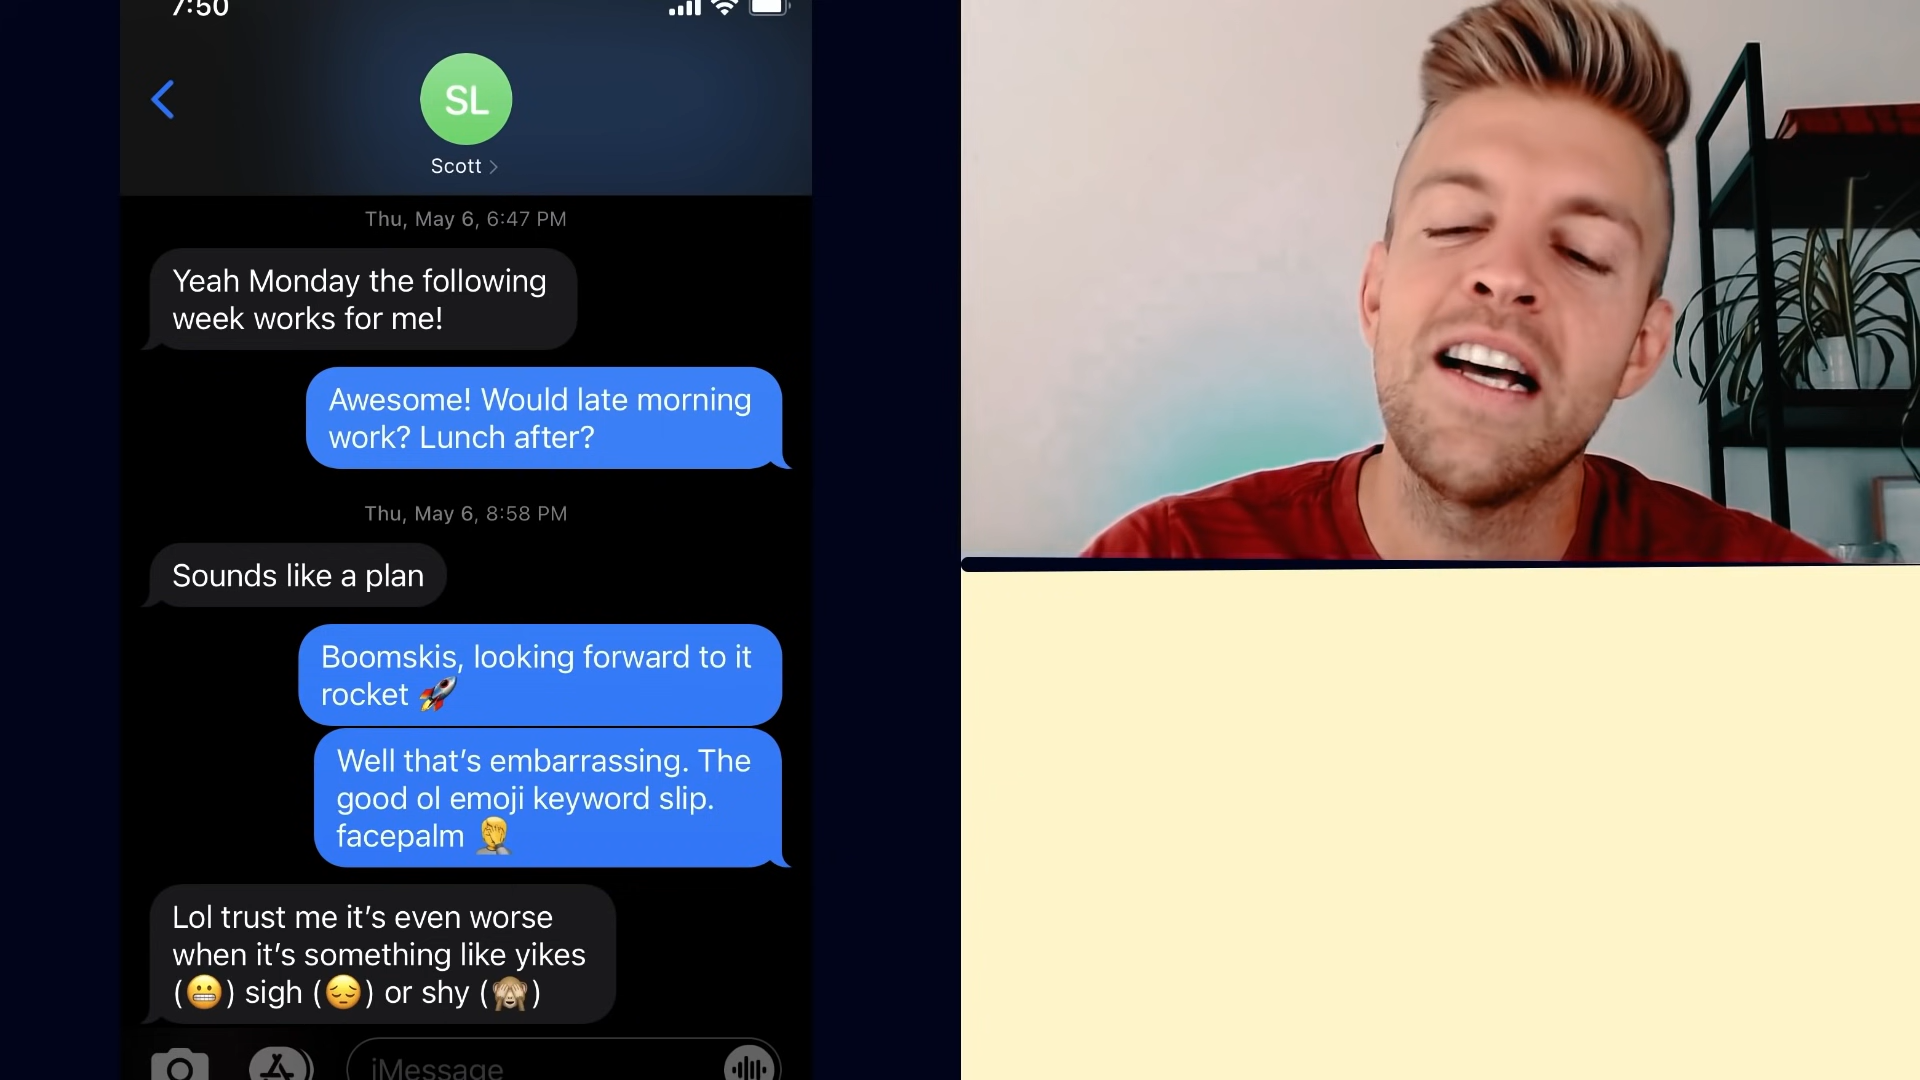 7:50
SL
Scott
Thu, May 6, 6:47 PM
Yeah Monday the following
week works for me!
Awesome! Would late morning
work? Lunch after?
Thu, May 6, 8:58 PM
Sounds like a plan
Boomskis, looking forward to it
rocket 🚀
Well that’s embarrassing. The
good ol emoji keyword slip.
facepalm 🤦
Lol trust me it’s even worse
when it’s something like yikes
(😬) sigh (😔) or shy (🙈)
iMessage